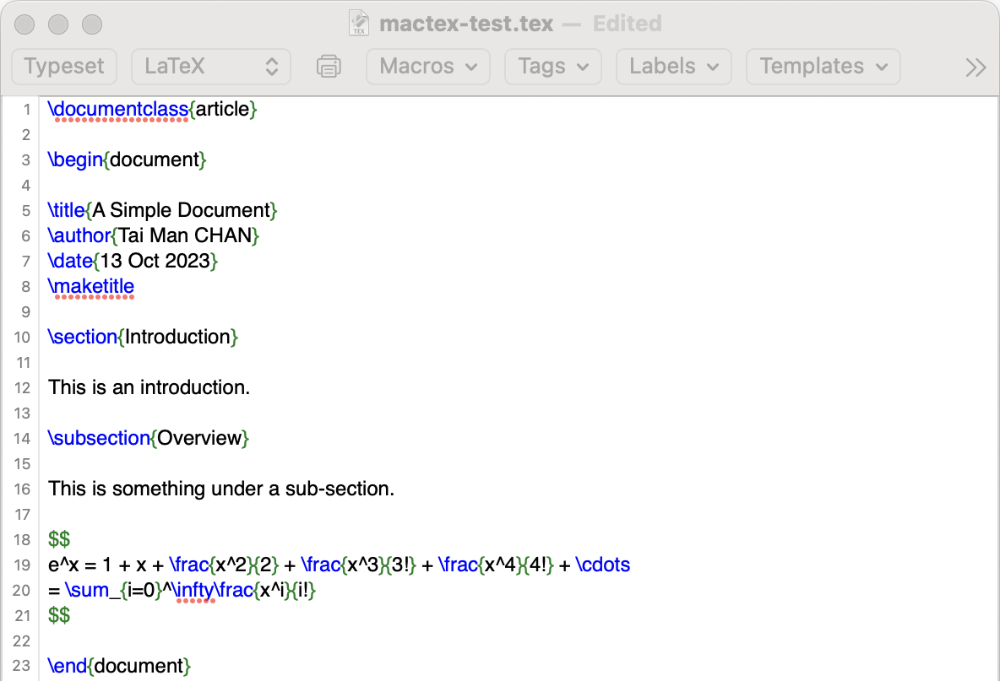 mactex-test.tex — Edited
Typeset LaTeX Macros Tags Labels Templates
1 \documentclass{article}
2
3 \begin{document}
4
5 \title{A Simple Document}
6 \author{Tai Man CHAN}
7 \date{13 Oct 2023}
8 \maketitle
9
10 \section{Introduction}
11
12 This is an introduction.
13
14 \subsection{Overview}
15
16 This is something under a sub-section.
17
18 $$
19 e^x = 1 + x + \frac{x^2}{2} + \frac{x^3}{3!} + \frac{x^4}{4!} + \cdots
20 = \sum_{i=0}^\infty\frac{x^i}{i!}
21 $$
22
23 \end{document}